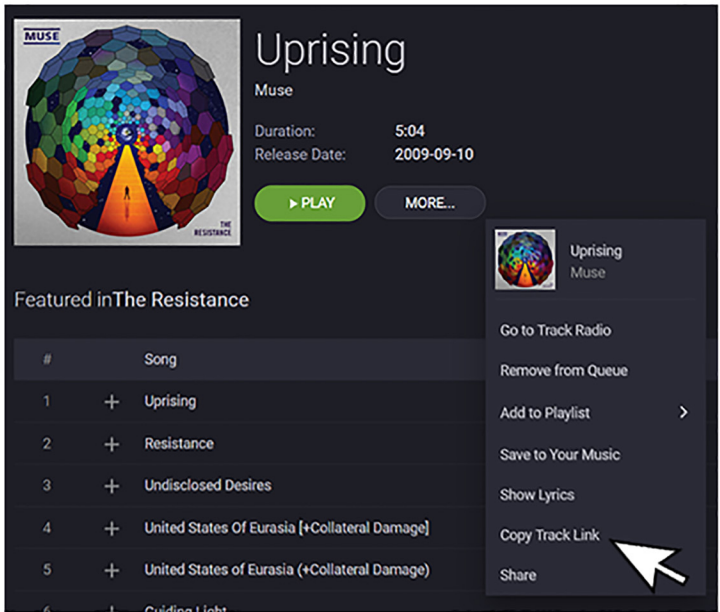 MUSE
THE
RESISTANCE
Uprising
Muse
Duration: 5:04
Release Date: 2009-09-10
PLAY MORE...
Uprising
Muse
Go to Track Radio
Remove from Queue
Add to Playlist
Save to Your Music
Show Lyrics
Copy Track Link
Share
Featured inThe Resistance
# Song
1 + Uprising
2 + Resistance
3 + Undisclosed Desires
4 + United States Of Eurasia [+Collateral Damage]
5 + United States of Eurasia (+Collateral Damage)
6 + Guiding Light